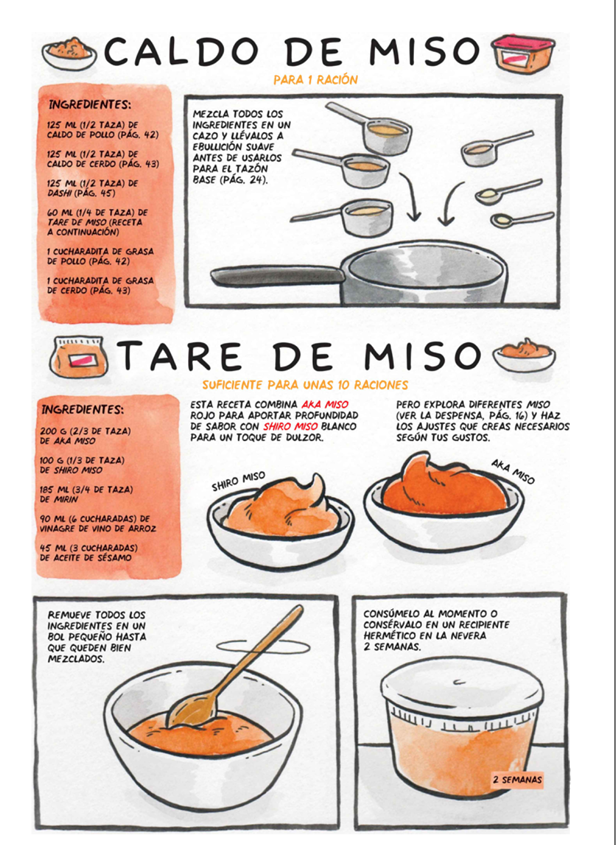 CALDO DE MISO
PARA 1 RACIÓN
INGREDIENTES:
125 ML (1/2 TAZA) DE
CALDO DE POLLO (PÁG. 42)
125 ML (1/2 TAZA) DE
CALDO DE CERDO (PÁG. 43)
125 ML (1/2 TAZA) DE
DASHI (PÁG. 45)
60 ML (1/4 DE TAZA) DE
TARE DE MISO (RECETA
A CONTINUACIÓN)
1 CUCHARADITA DE GRASA
DE POLLO (PÁG. 42)
1 CUCHARADITA DE GRASA
DE CERDO (PÁG. 43)
MEZCLA TODOS LOS
INGREDIENTES EN UN
CAZO Y LLÉVALOS A
EBULLICIÓN SUAVE
ANTES DE USARLOS
PARA EL TAZÓN
BASE (PÁG. 24).
TARE DE MISO
SUFICIENTE PARA UNAS 10 RACIONES
INGREDIENTES:
200 G (2/3 DE TAZA)
DE AKA MISO
100 G (1/3 DE TAZA)
DE SHIRO MISO
185 ML (3/4 DE TAZA)
DE MIRIN
90 ML (6 CUCHARADAS) DE
VINAGRE DE VINO DE ARROZ
45 ML (3 CUCHARADAS)
DE ACEITE DE SÉSAMO
ESTA RECETA COMBINA AKA MISO
ROJO PARA APORTAR PROFUNDIDAD
DE SABOR CON SHIRO MISO BLANCO
PARA UN TOQUE DE DULZOR.
PERO EXPLORA DIFERENTES MISO
(VER LA DESPENSA, PÁG. 16) Y HAZ
LOS AJUSTES QUE CREAS NECESARIOS
SEGÚN TUS GUSTOS.
SHIRO MISO
AKA MISO
REMUEVE TODOS LOS
INGREDIENTES EN UN
BOL PEQUEÑO HASTA
QUE QUEDEN BIEN
MEZCLADOS.
CONSÚMELO AL MOMENTO O
CONSÉRVALO EN UN RECIPIENTE
HERMÉTICO EN LA NEVERA
2 SEMANAS.
2 SEMANAS